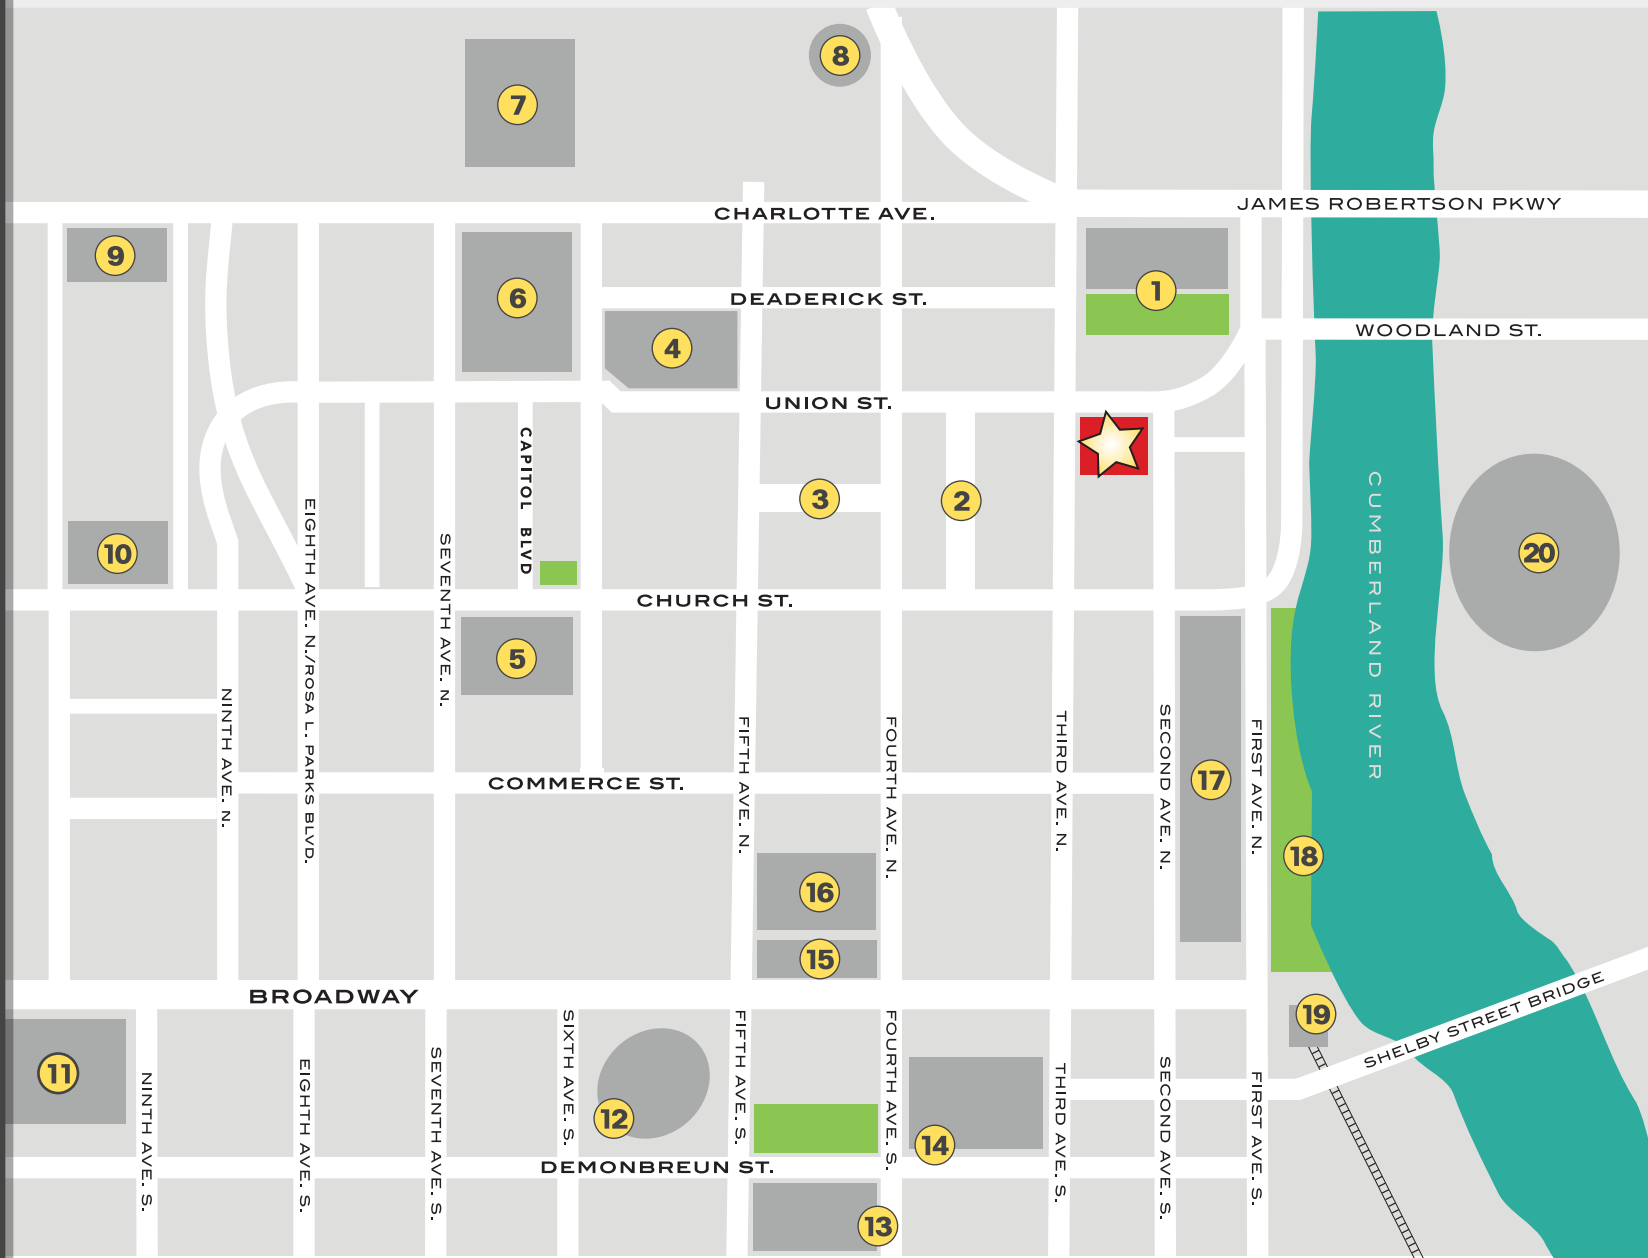 8
7
JAMES ROBERTSON PKWY
CHARLOTTE AVE.
9
1
6
DEADERICK ST.
WOODLAND ST.
4
UNION ST.
CAPITOL BLVD
3
2
CUMBERLAND RIVER
10
20
EIGHTH AVE. N./ROSA L. PARKS BLVD.
SEVENTH AVE. N.
CHURCH ST.
5
NINTH AVE. N.
FIFTH AVE. N.
FOURTH AVE. N.
THIRD AVE. N.
SECOND AVE. N.
17
FIRST AVE. N.
COMMERCE ST.
18
16
15
BROADWAY
19
SHELBY STREET BRIDGE
11
NINTH AVE. S.
EIGHTH AVE. S.
SEVENTH AVE. S.
SIXTH AVE. S.
12
FIFTH AVE. S.
FOURTH AVE. S.
14
THIRD AVE. S.
SECOND AVE. S.
FIRST AVE. S.
DEMONBREUN ST.
13